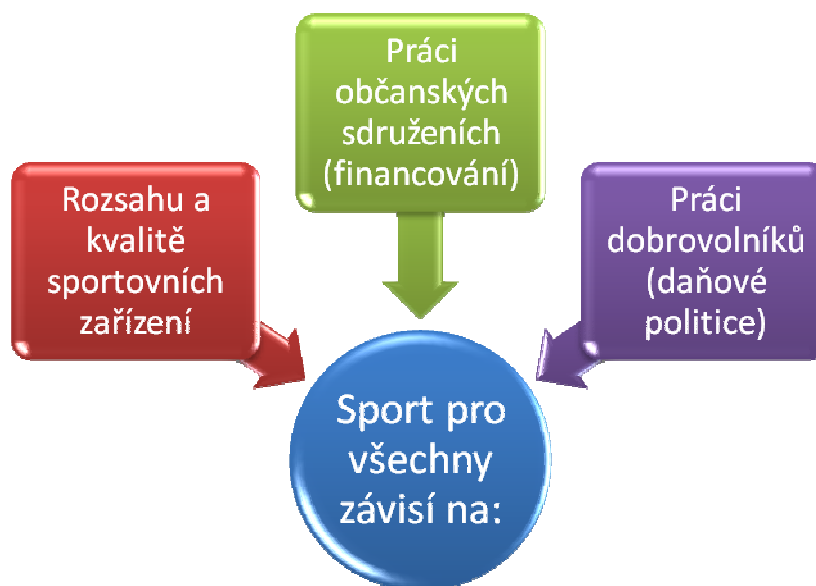 Práci
občanských
sdruženích
(financování)
Rozsahu a
kvalitě
sportovních
zařízení
Práci
dobrovolníků
(daňové
politice)
Sport pro
všechny
závisí na: